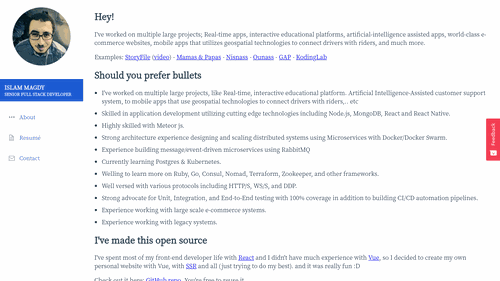 Hey!
I've worked on multiple large projects; Real-time apps, interactive educational platforms, artificial-intelligence assisted apps, world-class e-
commerce websites, mobile apps that utilizes geospatial technologies to connect drivers with riders, and much more.
Examples: StoryFile (video) - Mamas & Papas - Nisnass - Ounass - GAP - KodingLab
Should you prefer bullets
ISLAM MAGDY
SENIOR FULL STACK DEVELOPER
About
Resumé
Contact
I've worked on multiple large projects, like Real-time, interactive educational platform. Artificial Intelligence-Assisted customer support
system, to mobile apps that use geospatial technologies to connect drivers with riders,.. etc
Skilled in application development utilizing cutting edge technologies including Node.js, MongoDB, React and React Native.
Highly skilled with Meteor js.
Strong architecture experience designing and scaling distributed systems using Microservices with Docker/Docker Swarm.
Experience building message/event-driven microservices using RabbitMQ
Currently learning Postgres & Kubernetes.
Welling to learn more on Ruby, Go, Consul, Nomad, Terraform, Zookeeper, and other frameworks.
Well versed with various protocols including HTTP/S, WS/S, and DDP.
Strong advocate for Unit, Integration, and End-to-End testing with 100% coverage in addition to building CI/CD automation pipelines.
Experience working with large scale e-commerce systems.
Experience working with legacy systems.
I've made this open source
I've spent most of my front-end developer life with React and I didn't have much experience with Vue, so I decided to create my own
personal website with Vue, with SSR and all (just trying to do my best). and it was really fun :D
Check out it here: GitHub repo. You're free to reuse it.
Feedback